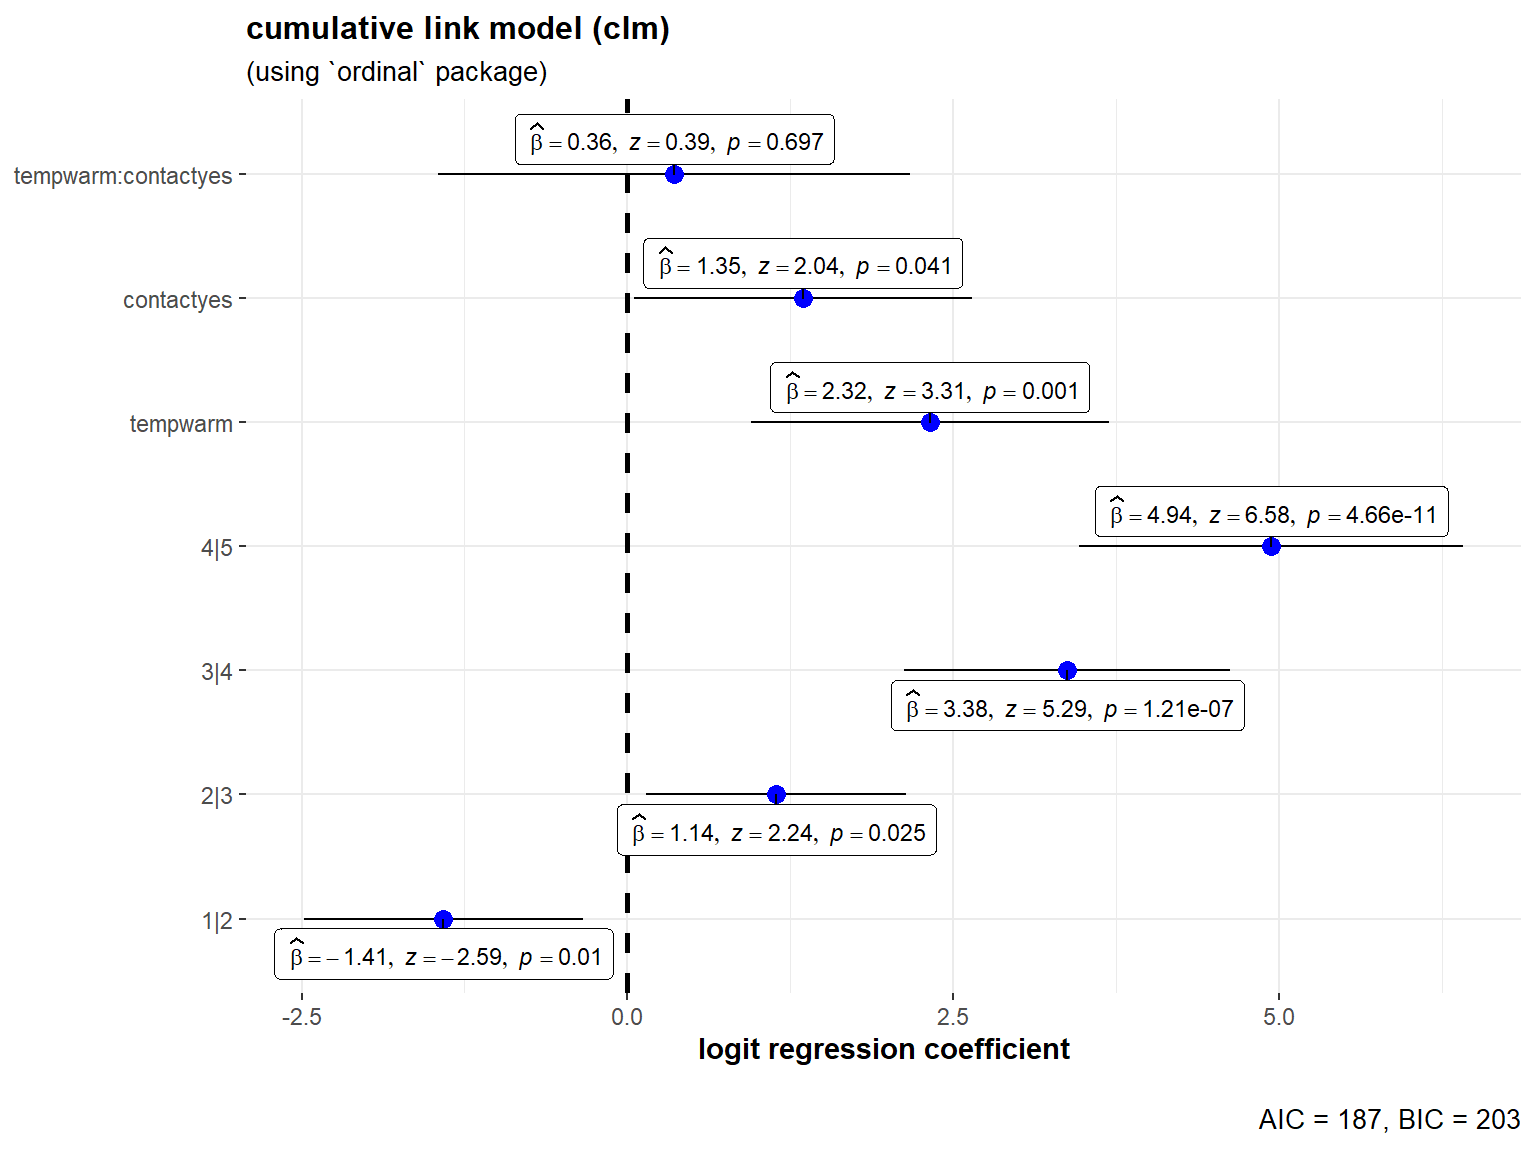 cumulative link model (clm)
(using `ordinal` package)
tempwarm:contactyes
β̂ = 0.36, z = 0.39, p = 0.697
contactyes
β̂ = 1.35, z = 2.04, p = 0.041
tempwarm
β̂ = 2.32, z = 3.31, p = 0.001
4|5
β̂ = 4.94, z = 6.58, p = 4.66e-11
3|4
β̂ = 3.38, z = 5.29, p = 1.21e-07
2|3
β̂ = 1.14, z = 2.24, p = 0.025
1|2
β̂ = −1.41, z = −2.59, p = 0.01
-2.5 0.0 2.5 5.0
logit regression coefficient
AIC = 187, BIC = 203